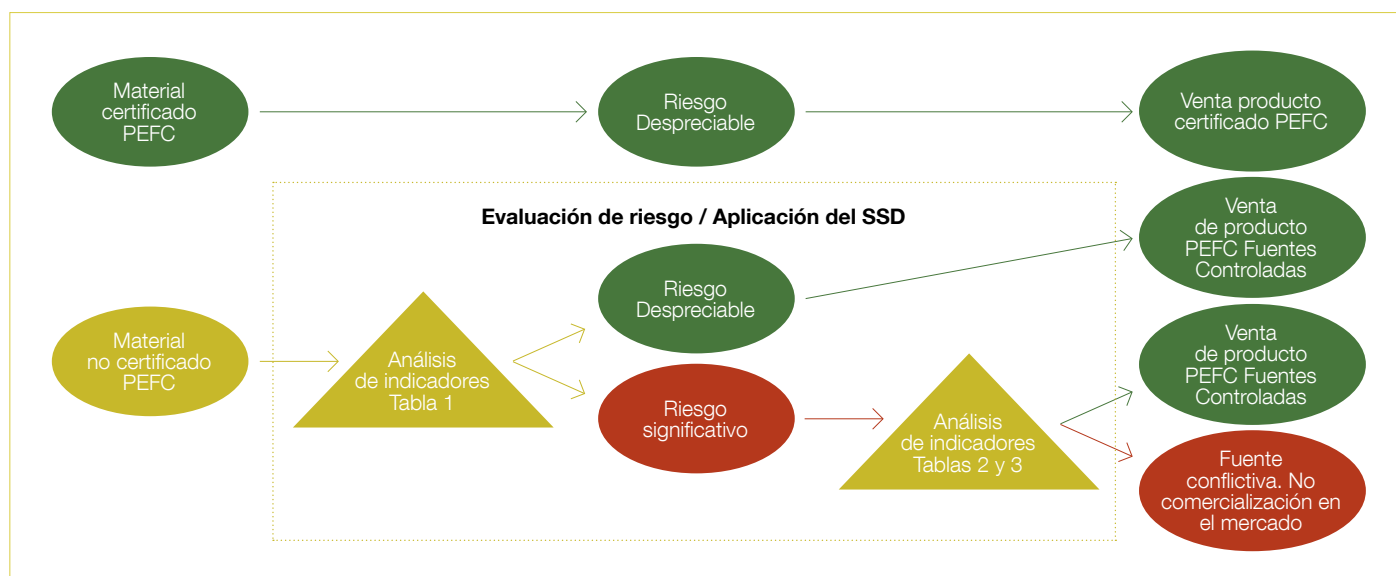 Material
certificado
PEFC
Riesgo
Despreciable
Venta producto
certificado PEFC
Evaluación de riesgo / Aplicación del SSD
Material
no certificado
PEFC
Análisis
de indicadores
Tabla 1
Riesgo
Despreciable
Venta
de producto
PEFC Fuentes
Controladas
Riesgo
significativo
Análisis
de indicadores
Tablas 2 y 3
Venta
de producto
PEFC Fuentes
Controladas
Fuente
conflictiva. No
comercialización en
el mercado